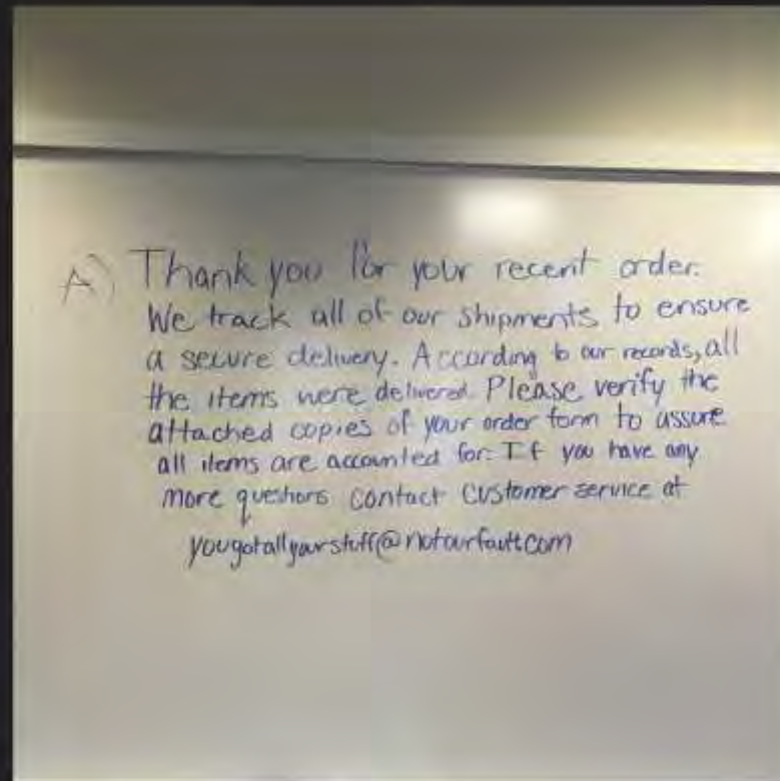 A) Thank you for your recent order.
We track all of our shipments to ensure
a secure delivery. According to our records, all
the items were delivered. Please verify the
attached copies of your order form to assure
all items are accounted for. If you have any
more questions contact customer service at
yougotallyourstuff@notourfault.com